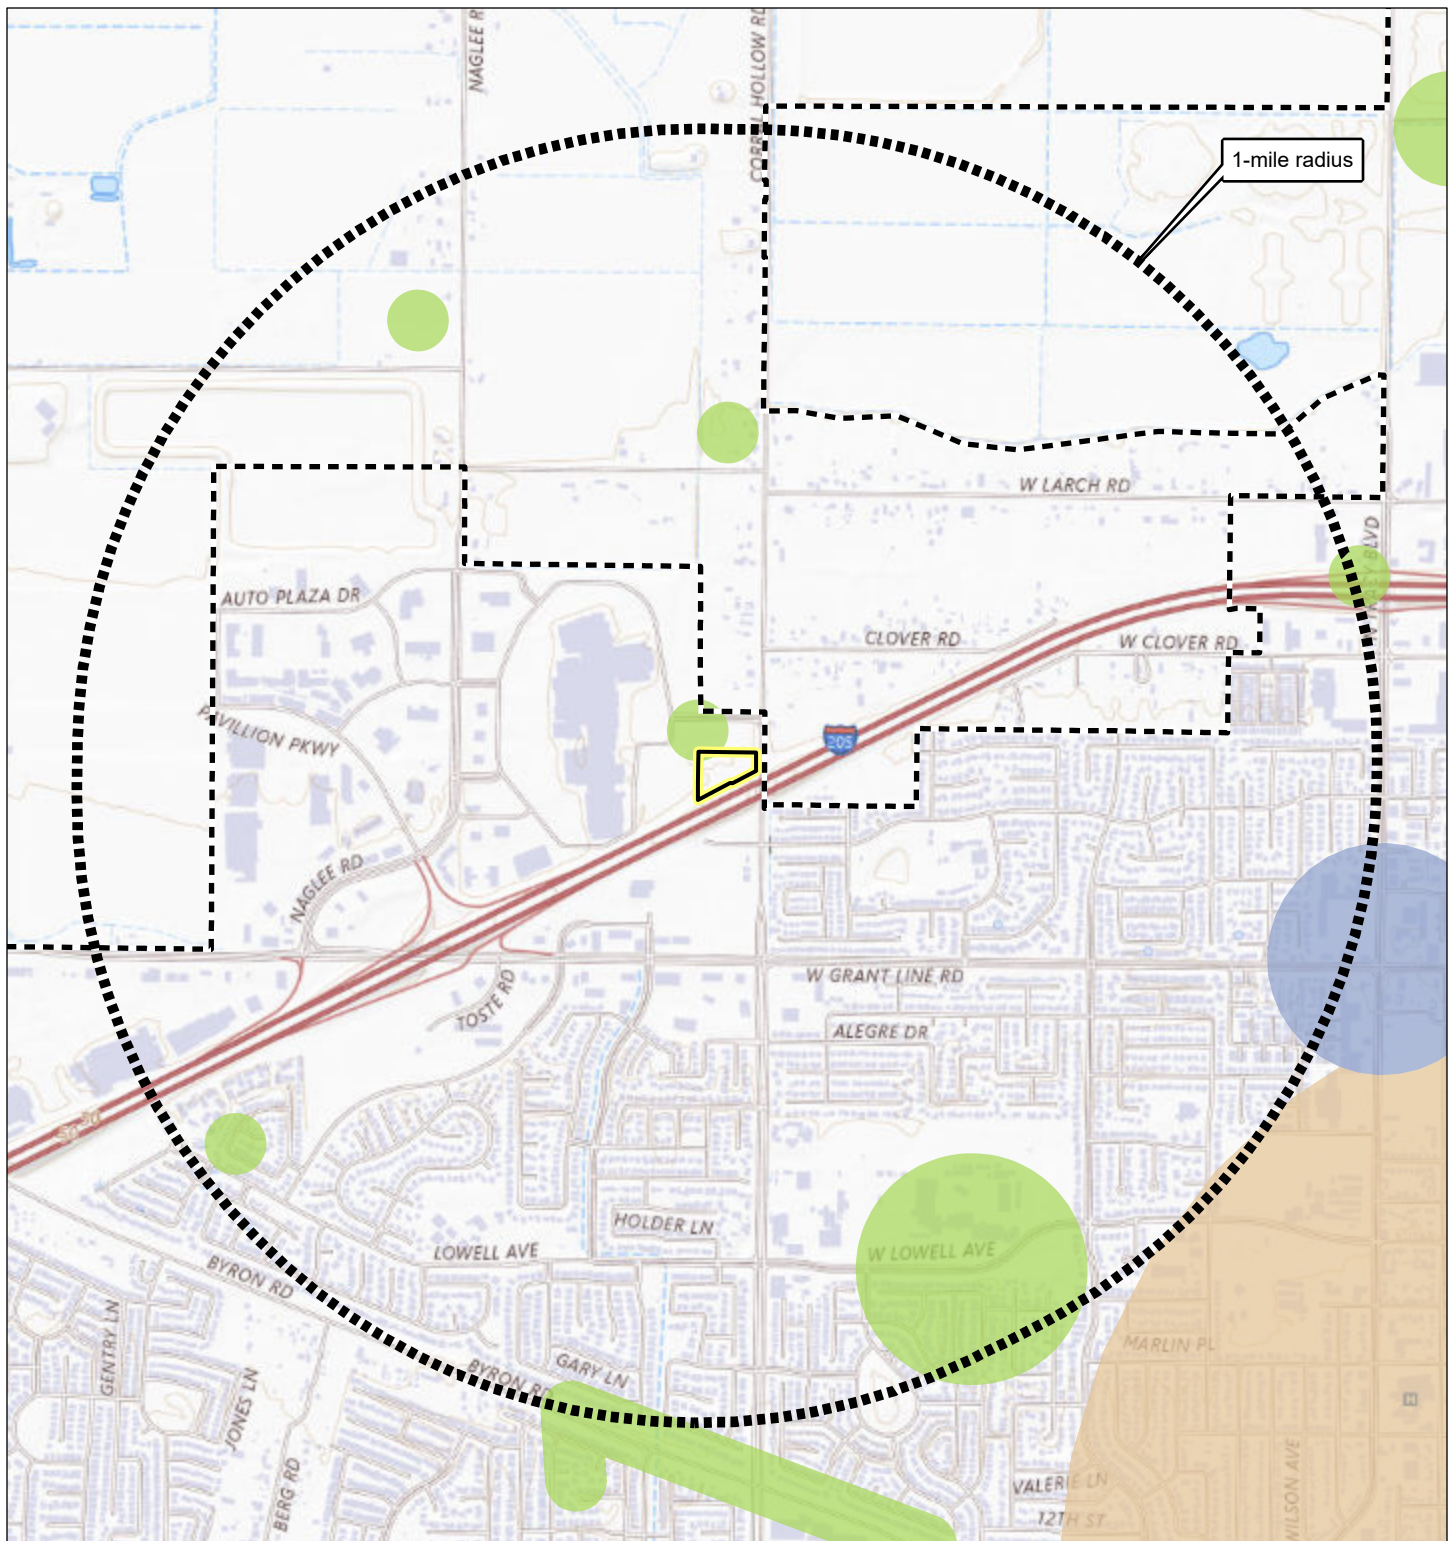 NAGLEE R
CORRAL HOLLOW RD
1-mile radius
W LARCH RD
BLVD
AUTO PLAZA DR
CLOVER RD
W CLOVER RD
PAVILLION PKWY
205
NAGLEE RD
W GRANT LINE RD
TOSTE RD
ALEGRE DR
HOLDER LN
LOWELL AVE
W LOWELL AVE
BYRON RD
GENTRY LN
MARLIN PL
GARY LN
BYRON RD
JONES LN
H
BERG RD
VALERIE LN
12TH ST
WILSON AVE